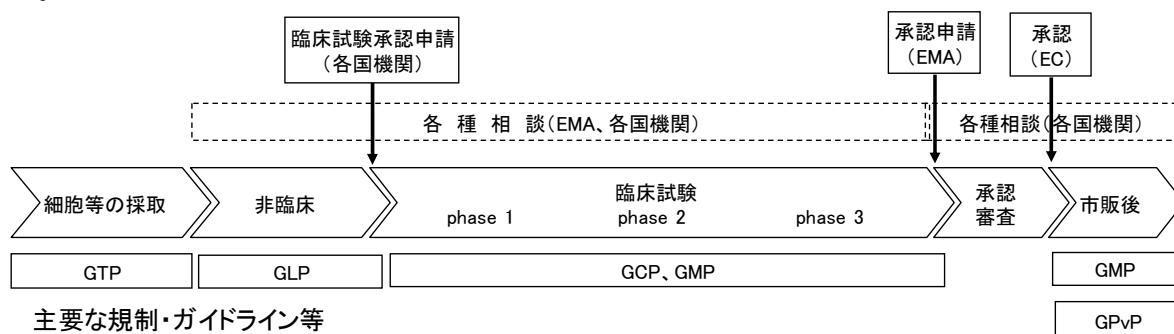 臨床試験承認申請
（各国機関）
承認申請
（EMA）
承認
（EC）
各 種 相 談（EMA、各国機関）
各種相談（各国機関）
細胞等の採取
非臨床
臨床試験
phase 1
phase 2
phase 3
承認
審査
市販後
GTP
GLP
GCP、GMP
GMP
GPvP
主要な規制・ガイドライン等